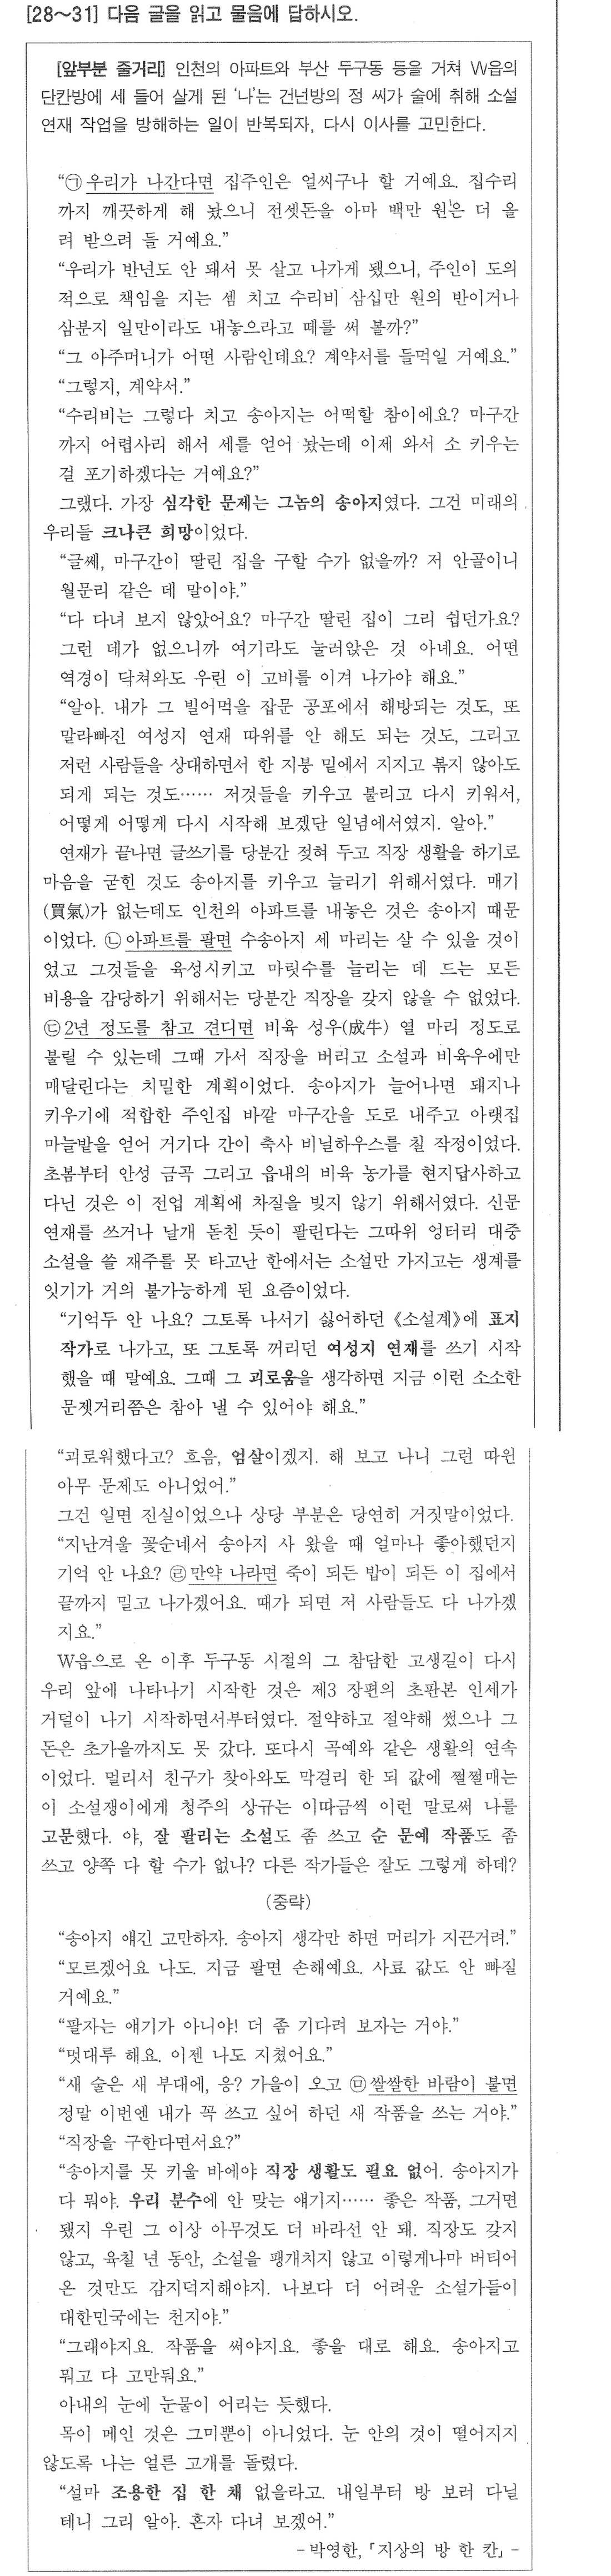 [28～31] 다음 글을 읽고 물음에 답하시오.
[앞부분 줄거리] 인천의 아파트와 부산 두구동 등을 거쳐 W읍의
단칸방에 세 들어 살게 된 '나'는 건넌방의 정 씨가 술에 취해 소설
연재 작업을 방해하는 일이 반복되자, 다시 이사를 고민한다.
“㉠우리가 나간다면 집주인은 얼씨구나 할 거예요. 집수리
까지 깨끗하게 해 놨으니 전셋돈을 아마 백만 원은 더 올
려 받으려 들 거예요.”
“우리가 반년도 안 돼서 못 살고 나가게 됐으니, 주인이 도의
적으로 책임을 지는 셈 치고 수리비 삼십만 원의 반이거나
삼분지 일만이라도 내놓으라고 떼를 써 볼까?”
“그 아주머니가 어떤 사람인데요? 계약서를 들먹일 거예요.”
“그렇지, 계약서.”
“수리비는 그렇다 치고 송아지는 어떡할 참이에요? 마구간
까지 어렵사리 해서 세를 얻어 놨는데 이제 와서 소 키우는
걸 포기하겠다는 거예요?”
그랬다. 가장 심각한 문제는 그놈의 송아지였다. 그건 미래의
우리들 크나큰 희망이었다.
“글쎄, 마구간이 딸린 집을 구할 수가 없을까? 저 안골이니
월문리 같은 데 말이야.”
“다 다녀 보지 않았어요? 마구간 딸린 집이 그리 쉽던가요?
그런 데가 없으니까 여기라도 눌러앉은 것 아녜요. 어떤
역경이 닥쳐와도 우린 이 고비를 이겨 나가야 해요.”
“알아. 내가 그 빌어먹을 잡문 공포에서 해방되는 것도, 또
말라빠진 여성지 연재 따위를 안 해도 되는 것도, 그리고
저런 사람들을 상대하면서 한 지붕 밑에서 지지고 볶지 않아도
되게 되는 것도…… 저것들을 키우고 불리고 다시 키워서,
어떻게 어떻게 다시 시작해 보겠단 일념에서였지. 알아.”
연재가 끝나면 글쓰기를 당분간 젖혀 두고 직장 생활을 하기로
마음을 굳힌 것도 송아지를 키우고 늘리기 위해서였다. 매기
(買氣)가 없는데도 인천의 아파트를 내놓은 것은 송아지 때문
이었다. ㉡아파트를 팔면 수송아지 세 마리는 살 수 있을 것이
었고 그것들을 육성시키고 마릿수를 늘리는 데 드는 모든
비용을 감당하기 위해서는 당분간 직장을 갖지 않을 수 없었다.
㉢2년 정도를 참고 견디면 비육 성우(成牛) 열 마리 정도로
불릴 수 있는데 그때 가서 직장을 버리고 소설과 비육우에만
매달린다는 치밀한 계획이었다. 송아지가 늘어나면 돼지나
키우기에 적합한 주인집 바깥 마구간을 도로 내주고 아랫집
마늘밭을 얻어 거기다 간이 축사 비닐하우스를 칠 작정이었다.
초봄부터 안성 금곡 그리고 읍내의 비육 농가를 현지답사하고
다닌 것은 이 전업 계획에 차질을 빚지 않기 위해서였다. 신문
연재를 쓰거나 날개 돋친 듯이 팔린다는 그따위 엉터리 대중
소설을 쓸 재주를 못 타고난 한에서는 소설만 가지고는 생계를
잇기가 거의 불가능하게 된 요즘이었다.
“기억두 안 나요? 그토록 나서기 싫어하던 《소설계》에 표지
작가로 나가고, 또 그토록 꺼리던 여성지 연재를 쓰기 시작
했을 때 말예요. 그때 그 괴로움을 생각하면 지금 이런 소소한
문젯거리쯤은 참아 낼 수 있어야 해요.”
“괴로워했다고? 흐음, 엄살이겠지. 해 보고 나니 그런 따윈
아무 문제도 아니었어.”
그건 일면 진실이었으나 상당 부분은 당연히 거짓말이었다.
“지난겨울 꽃순네서 송아지 사 왔을 때 얼마나 좋아했던지
기억 안 나요? ㉣만약 나라면 죽이 되든 밥이 되든 이 집에서
끝까지 밀고 나가겠어요. 때가 되면 저 사람들도 다 나가겠
지요.”
W읍으로 온 이후 두구동 시절의 그 참담한 고생길이 다시
우리 앞에 나타나기 시작한 것은 제3 장편의 초판본 인세가
거덜이 나기 시작하면서부터였다. 절약하고 절약해 썼으나 그
돈은 초가을까지도 못 갔다. 또다시 곡예와 같은 생활의 연속
이었다. 멀리서 친구가 찾아와도 막걸리 한 되 값에 쩔쩔매는
이 소설쟁이에게 청주의 상규는 이따금씩 이런 말로써 나를
고문했다. 야, 잘 팔리는 소설도 좀 쓰고 순 문예 작품도 좀
쓰고 양쪽 다 할 수가 없나? 다른 작가들은 잘도 그렇게 하데?
(중략)
“송아지 얘긴 고만하자. 송아지 생각만 하면 머리가 지끈거려.”
“모르겠어요 나도. 지금 팔면 손해예요. 사료 값도 안 빠질
거예요.”
“팔자는 얘기가 아니야! 더 좀 기다려 보자는 거야.”
“멋대루 해요. 이젠 나도 지쳤어요.”
“새 술은 새 부대에, 응? 가을이 오고 ㉤쌀쌀한 바람이 불면
정말 이번엔 내가 꼭 쓰고 싶어 하던 새 작품을 쓰는 거야.”
“직장을 구한다면서요?”
“송아지를 못 키울 바에야 직장 생활도 필요 없어. 송아지가
다 뭐야. 우리 분수에 안 맞는 얘기지…… 좋은 작품, 그거면
됐지 우린 그 이상 아무것도 더 바라선 안 돼. 직장도 갖지
않고, 육칠 년 동안, 소설을 팽개치지 않고 이렇게나마 버티어
온 것만도 감지덕지해야지. 나보다 더 어려운 소설가들이
대한민국에는 천지야.”
“그래야지요. 작품을 써야지요. 좋을 대로 해요. 송아지고
뭐고 다 고만둬요.”
아내의 눈에 눈물이 어리는 듯했다.
목이 메인 것은 그미뿐이 아니었다. 눈 안의 것이 떨어지지
않도록 나는 얼른 고개를 돌렸다.
“설마 조용한 집 한 채 없을라고. 내일부터 방 보러 다닐
테니 그리 알아. 혼자 다녀 보겠어.”
- 박영한, 「지상의 방 한 칸」 -